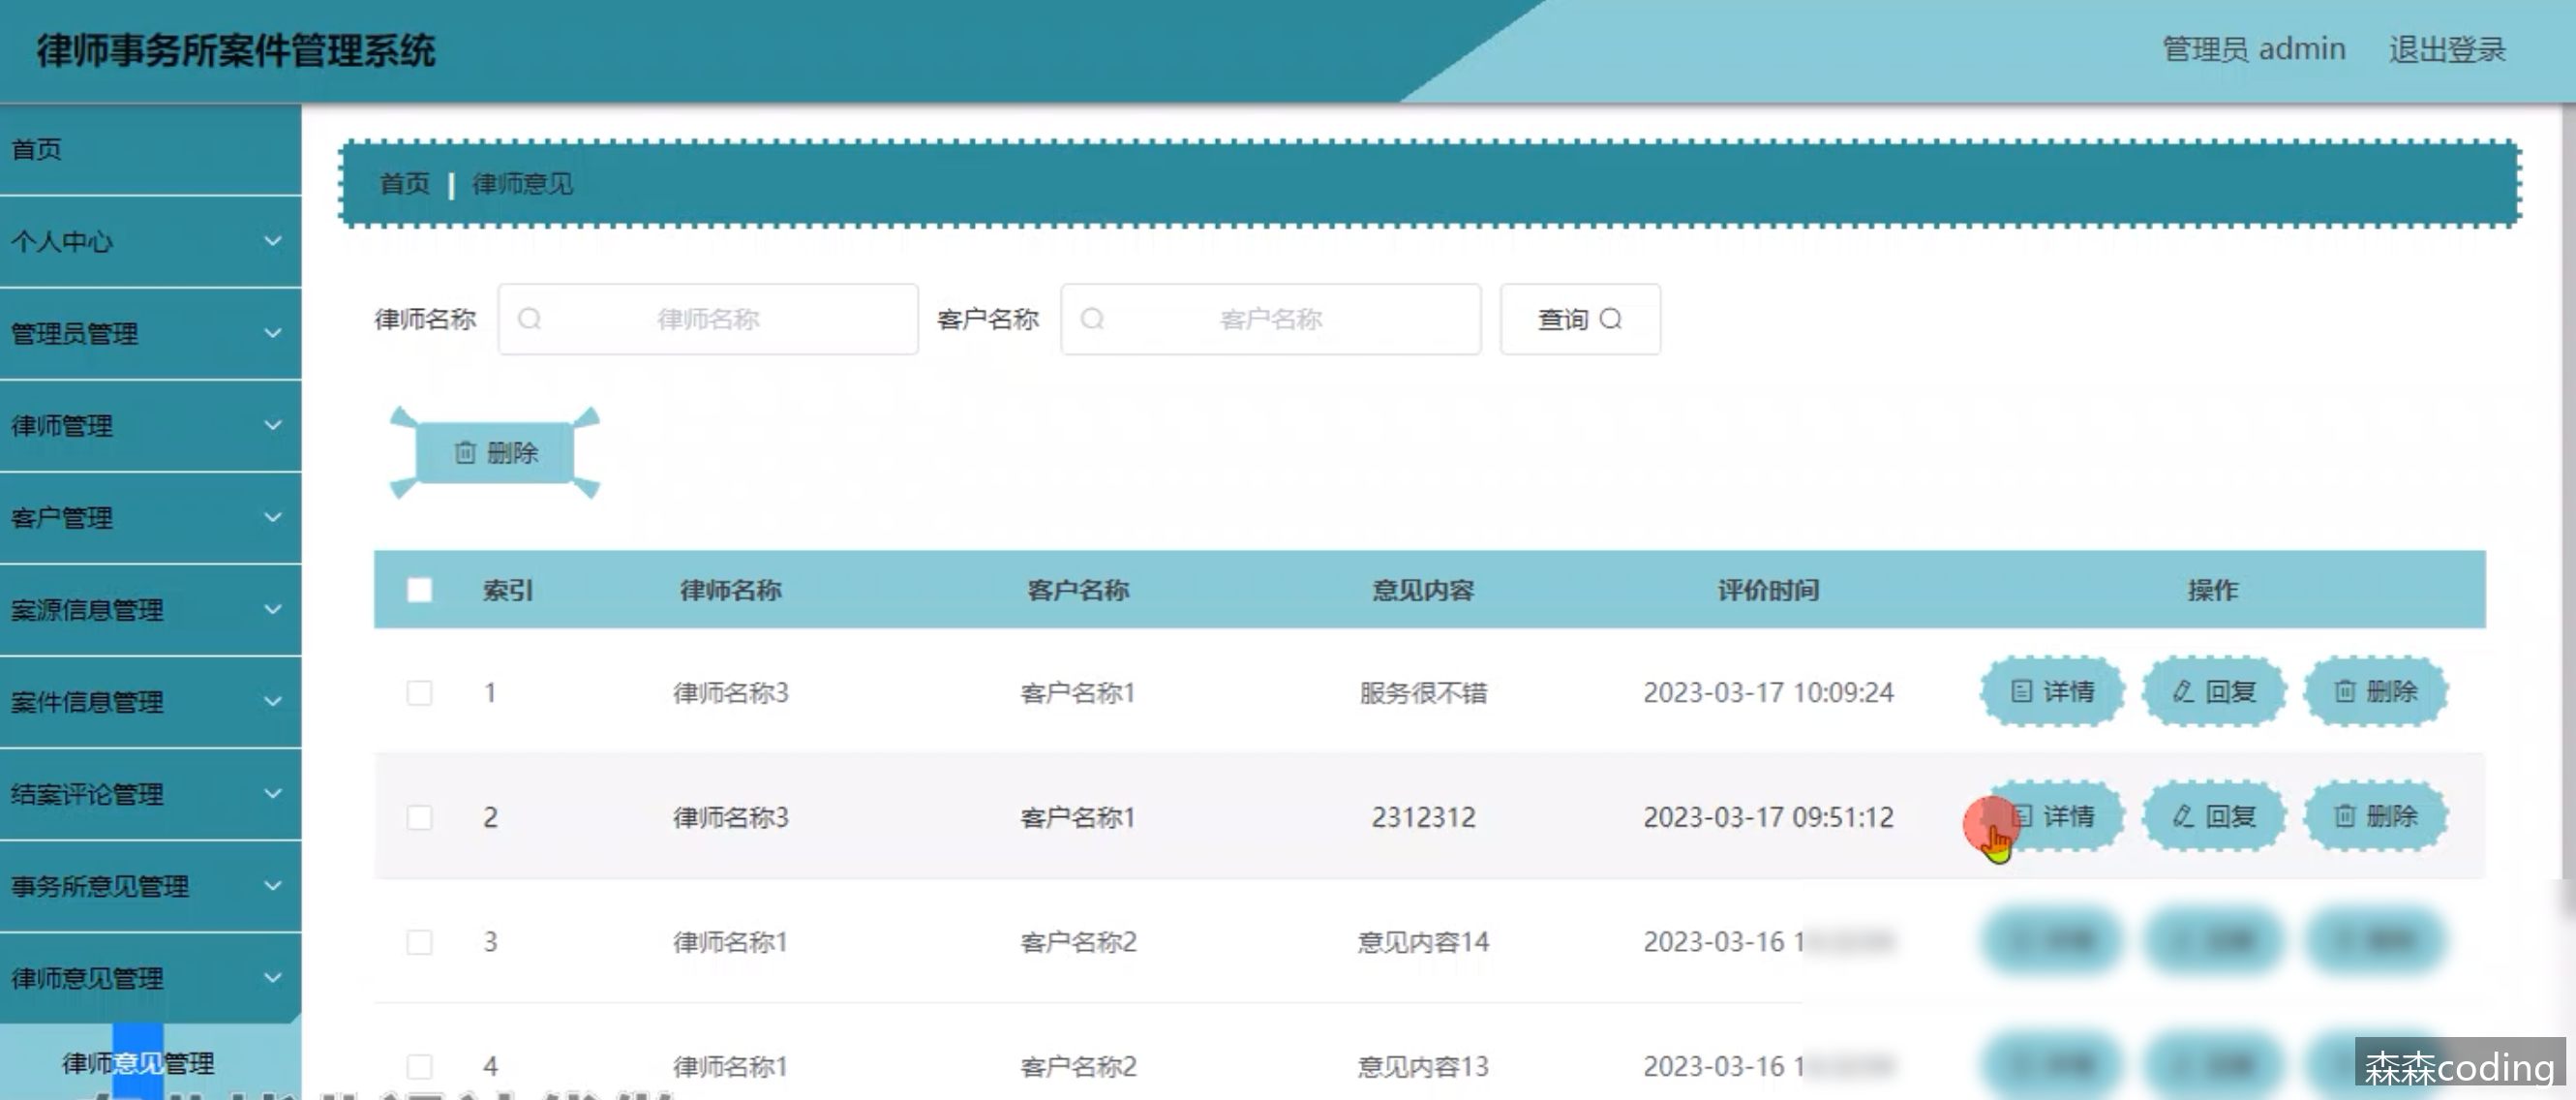 律师事务所案件管理系统
管理员 admin 退出登录
首页
个人中心
管理员管理
律师管理
客户管理
案源信息管理
案件信息管理
结案评论管理
事务所意见管理
律师意见管理
律师意见管理
首页 | 律师意见
律师名称 律师名称 客户名称 客户名称 查询
删除
索引 律师名称 客户名称 意见内容 评价时间 操作
1 律师名称3 客户名称1 服务很不错 2023-03-17 10:09:24 详情 回复 删除
2 律师名称3 客户名称1 2312312 2023-03-17 09:51:12 详情 回复 删除
3 律师名称1 客户名称2 意见内容14 2023-03-16 1
4 律师名称1 客户名称2 意见内容13 2023-03-16 1
森森coding